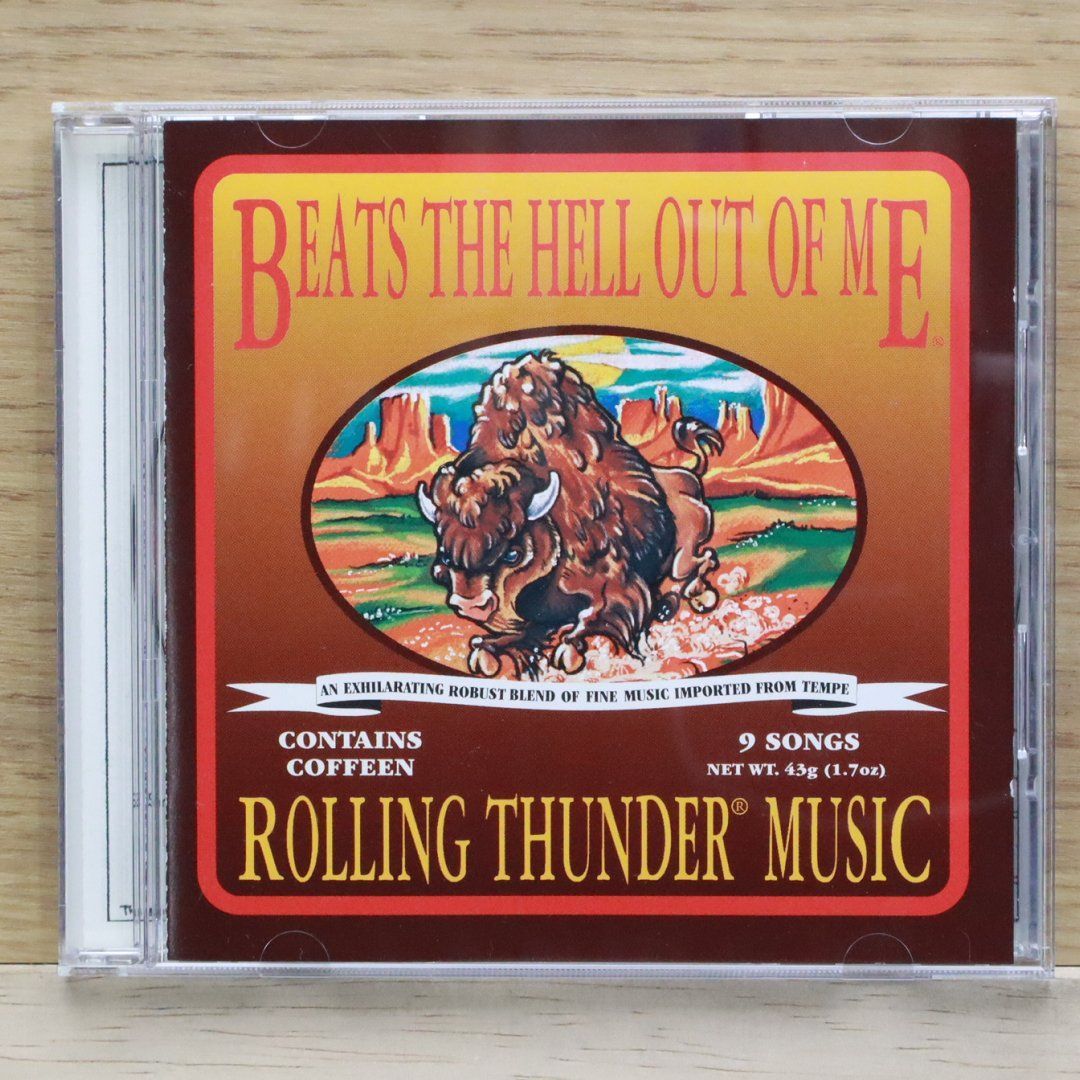 BEATS THE HELL OUT OF ME®
AN EXHILARATING ROBUST BLEND OF FINE MUSIC IMPORTED FROM TEMPE
CONTAINS
COFFEEN
9 SONGS
NET WT. 43g (1.7oz)
ROLLING THUNDER® MUSIC